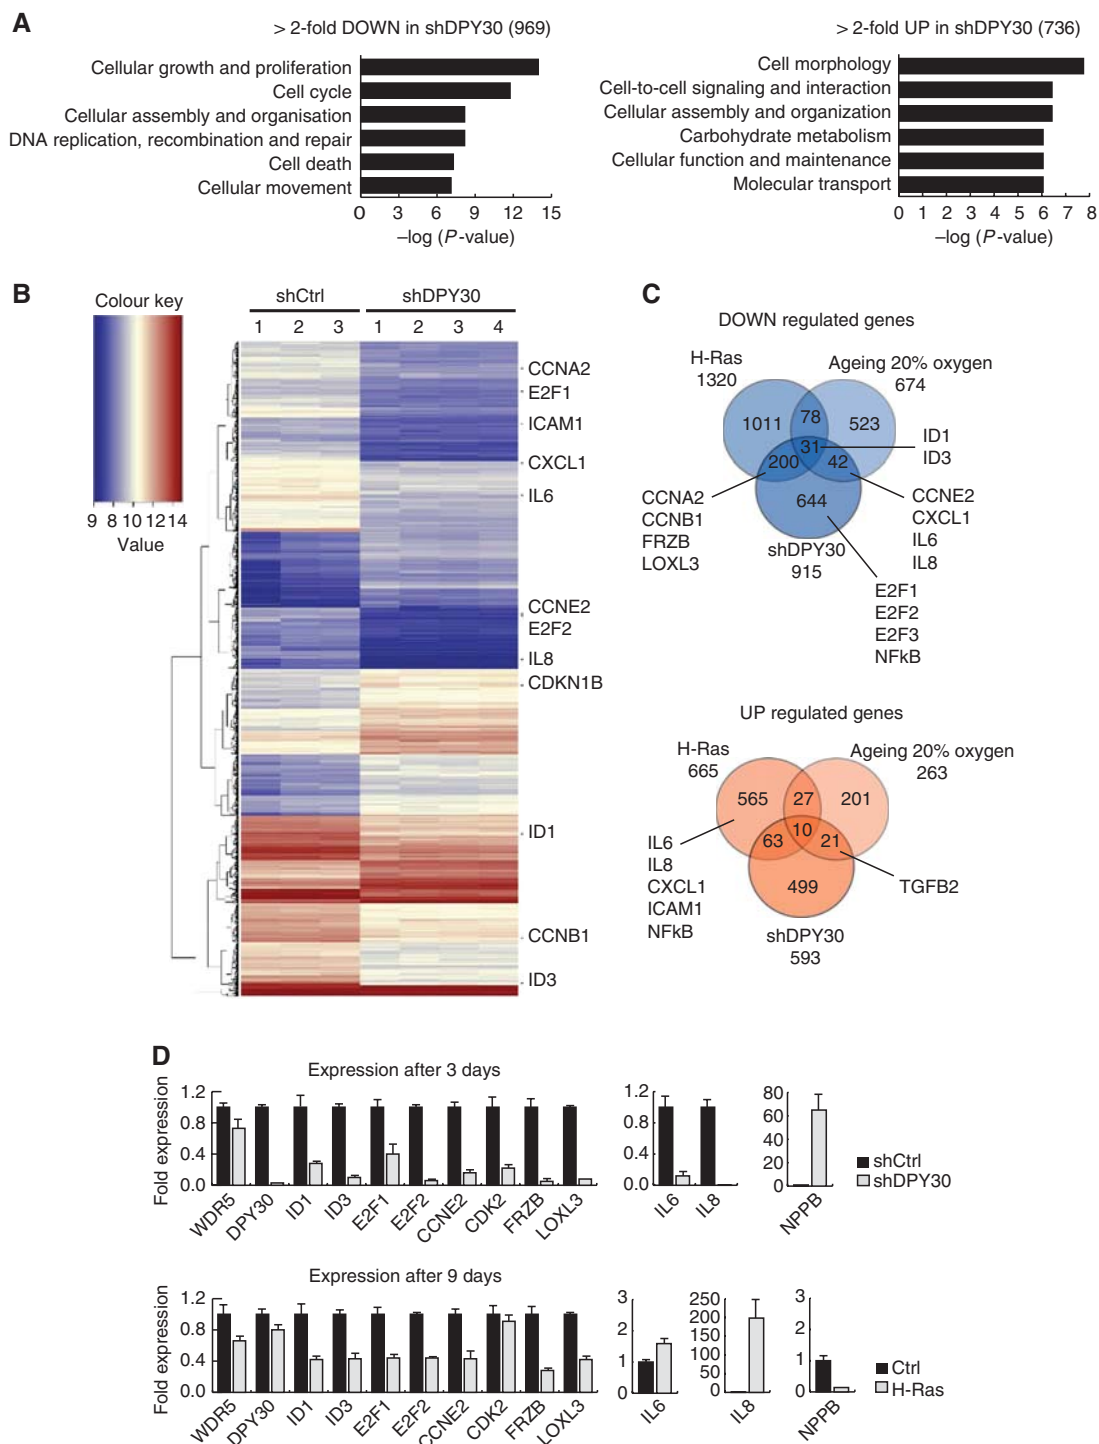 A
> 2-fold DOWN in shDPY30 (969)
Cellular growth and proliferation
Cell cycle
Cellular assembly and organisation
DNA replication, recombination and repair
Cell death
Cellular movement
0 3 6 9 12 15
–log (P-value)
> 2-fold UP in shDPY30 (736)
Cell morphology
Cell-to-cell signaling and interaction
Cellular assembly and organization
Carbohydrate metabolism
Cellular function and maintenance
Molecular transport
0 1 2 3 4 5 6 7 8
–log (P-value)
B
Colour key
9 8 10 12 14
Value
shCtrl
shDPY30
1 2 3 1 2 3 4
CCNA2
E2F1
ICAM1
CXCL1
IL6
CCNE2
E2F2
IL8
CDKN1B
ID1
CCNB1
ID3
C
DOWN regulated genes
H-Ras
1320
Ageing 20% oxygen
674
1011
78
523
31
200
42
644
ID1
ID3
CCNA2
CCNB1
FRZB
LOXL3
shDPY30
915
CCNE2
CXCL1
IL6
IL8
E2F1
E2F2
E2F3
NFkB
UP regulated genes
H-Ras
665
Ageing 20% oxygen
263
565
27
201
10
63
21
499
IL6
IL8
CXCL1
ICAM1
NFkB
TGFB2
shDPY30
593
D
Expression after 3 days
Fold expression
1.2
0.8
0.4
0.0
WDR5
DPY30
ID1
ID3
E2F1
E2F2
CCNE2
CDK2
FRZB
LOXL3
1.2
0.8
0.4
0.0
IL6
IL8
80
60
40
20
0
NPPB
shCtrl
shDPY30
Expression after 9 days
Fold expression
1.2
0.8
0.4
0.0
WDR5
DPY30
ID1
ID3
E2F1
E2F2
CCNE2
CDK2
FRZB
LOXL3
3
2
1
0
IL6
250
200
150
100
50
0
IL8
3
2
1
0
NPPB
Ctrl
H-Ras